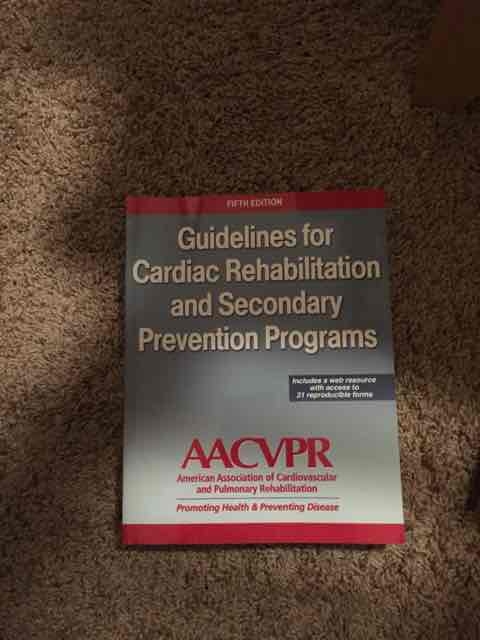 FIFTH EDITION
Guidelines for
Cardiac Rehabilitation
and Secondary
Prevention Programs
Includes a web resource
with access to
31 reproducible forms
AACVPR
American Association of Cardiovascular
and Pulmonary Rehabilitation
Promoting Health & Preventing Disease